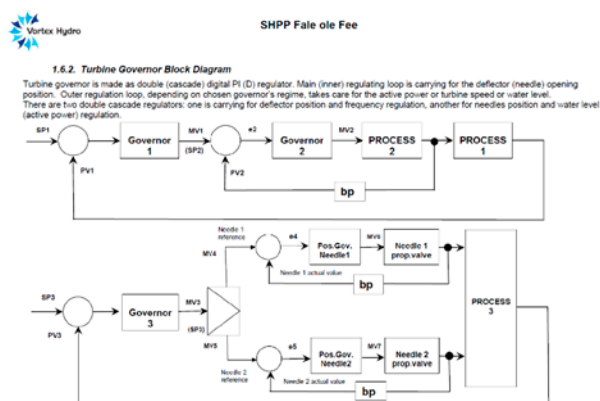 Vortex Hydro
SHPP Fale ole Fee
1.6.2. Turbine Governor Block Diagram
Turbine governor is made as double (cascade) digital PI (D) regulator. Main (inner) regulating loop is carrying for the deflector (needle) opening
position. Outer regulation loop, depending on chosen governor's regime, takes care for the active power or turbine speed or water level.
There are two double cascade regulators: one is carrying for deflector position and frequency regulation, another for needles position and water level
(active power) regulation.
SP1
Governor
1
MV1
(SP2)
e2
Governor
2
MV2
PROCESS
2
PROCESS
1
PV1
PV2
bp
Needle 1
reference
MV4
e4
Pos.Gov.
Needle1
MV6
Needle 1
prop.valve
Needle 1 actual value
bp
SP3
PV3
Governor
3
MV3
(SP3)
MV5
PROCESS
3
e5
Pos.Gov.
Needle2
MV7
Needle 2
prop.valve
Needle 2
reference
Needle 2 actual value
bp